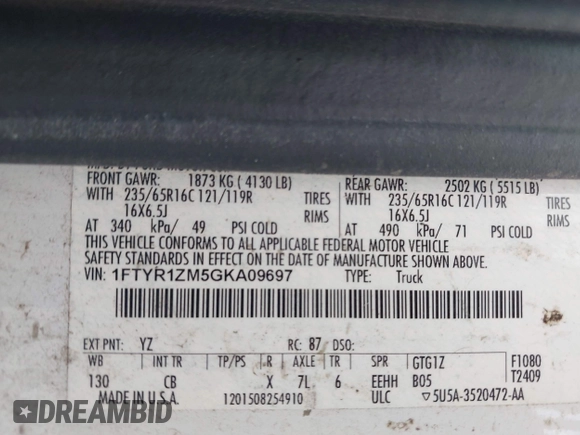 FRONT GAWR: 1873 KG ( 4130 LB) REAR GAWR: 2502 KG ( 5515 LB)
WITH 235/65R16C 121/119R TIRES WITH 235/65R16C 121/119R TIRES
16X6.5J RIMS 16X6.5J RIMS
AT 340 kPa/ 49 PSI COLD AT 490 kPa/ 71 PSI COLD
THIS VEHICLE CONFORMS TO ALL APPLICABLE FEDERAL MOTOR VEHICLE
SAFETY STANDARDS IN EFFECT ON THE DATE OF MANUFACTURE SHOWN ABOVE.
VIN: 1FTYR1ZM5GKA09697 TYPE: Truck
EXT PNT: YZ RC: 87 DSO:
WB INT TR TP/PS R AXLE TR SPR GTG1Z F1080
130 CB X 7L 6 EEHH B05 T2409
MADE IN U.S.A. 1201508254910 ULC ▽5U5A-3520472-AA
DREAMBID